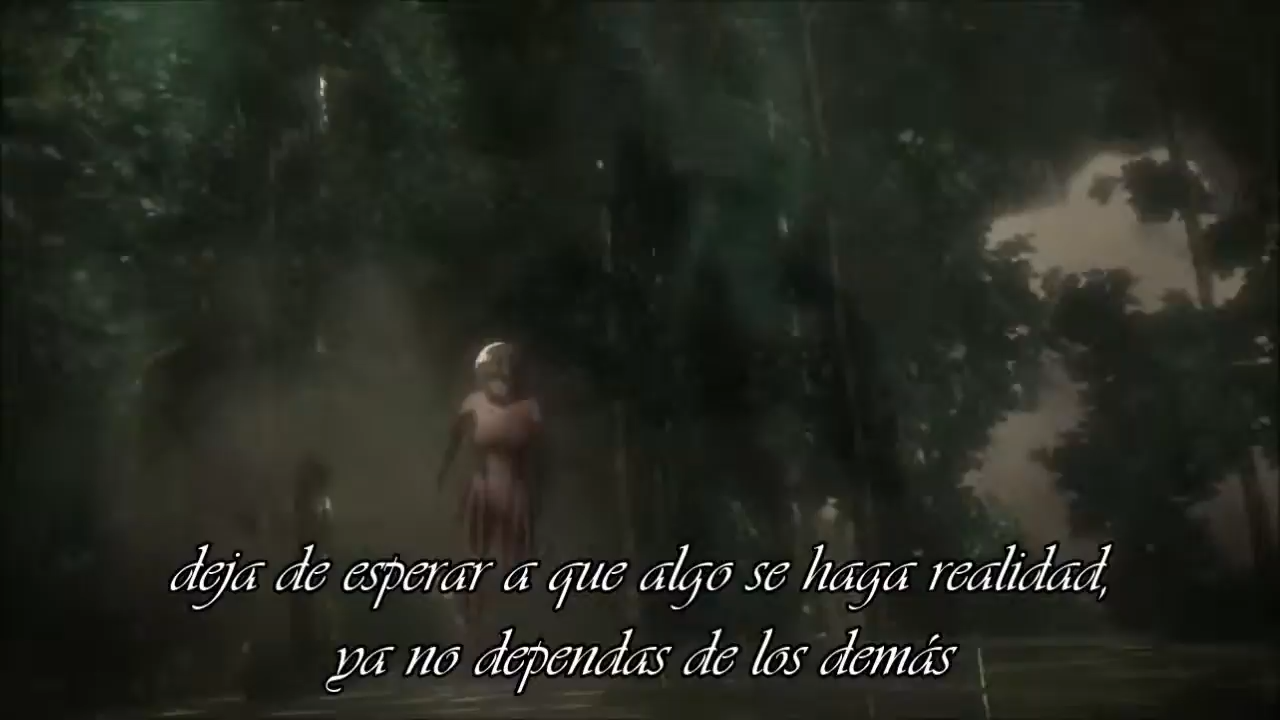 deja de esperar a que algo se haga realidad,
ya no dependas de los demás